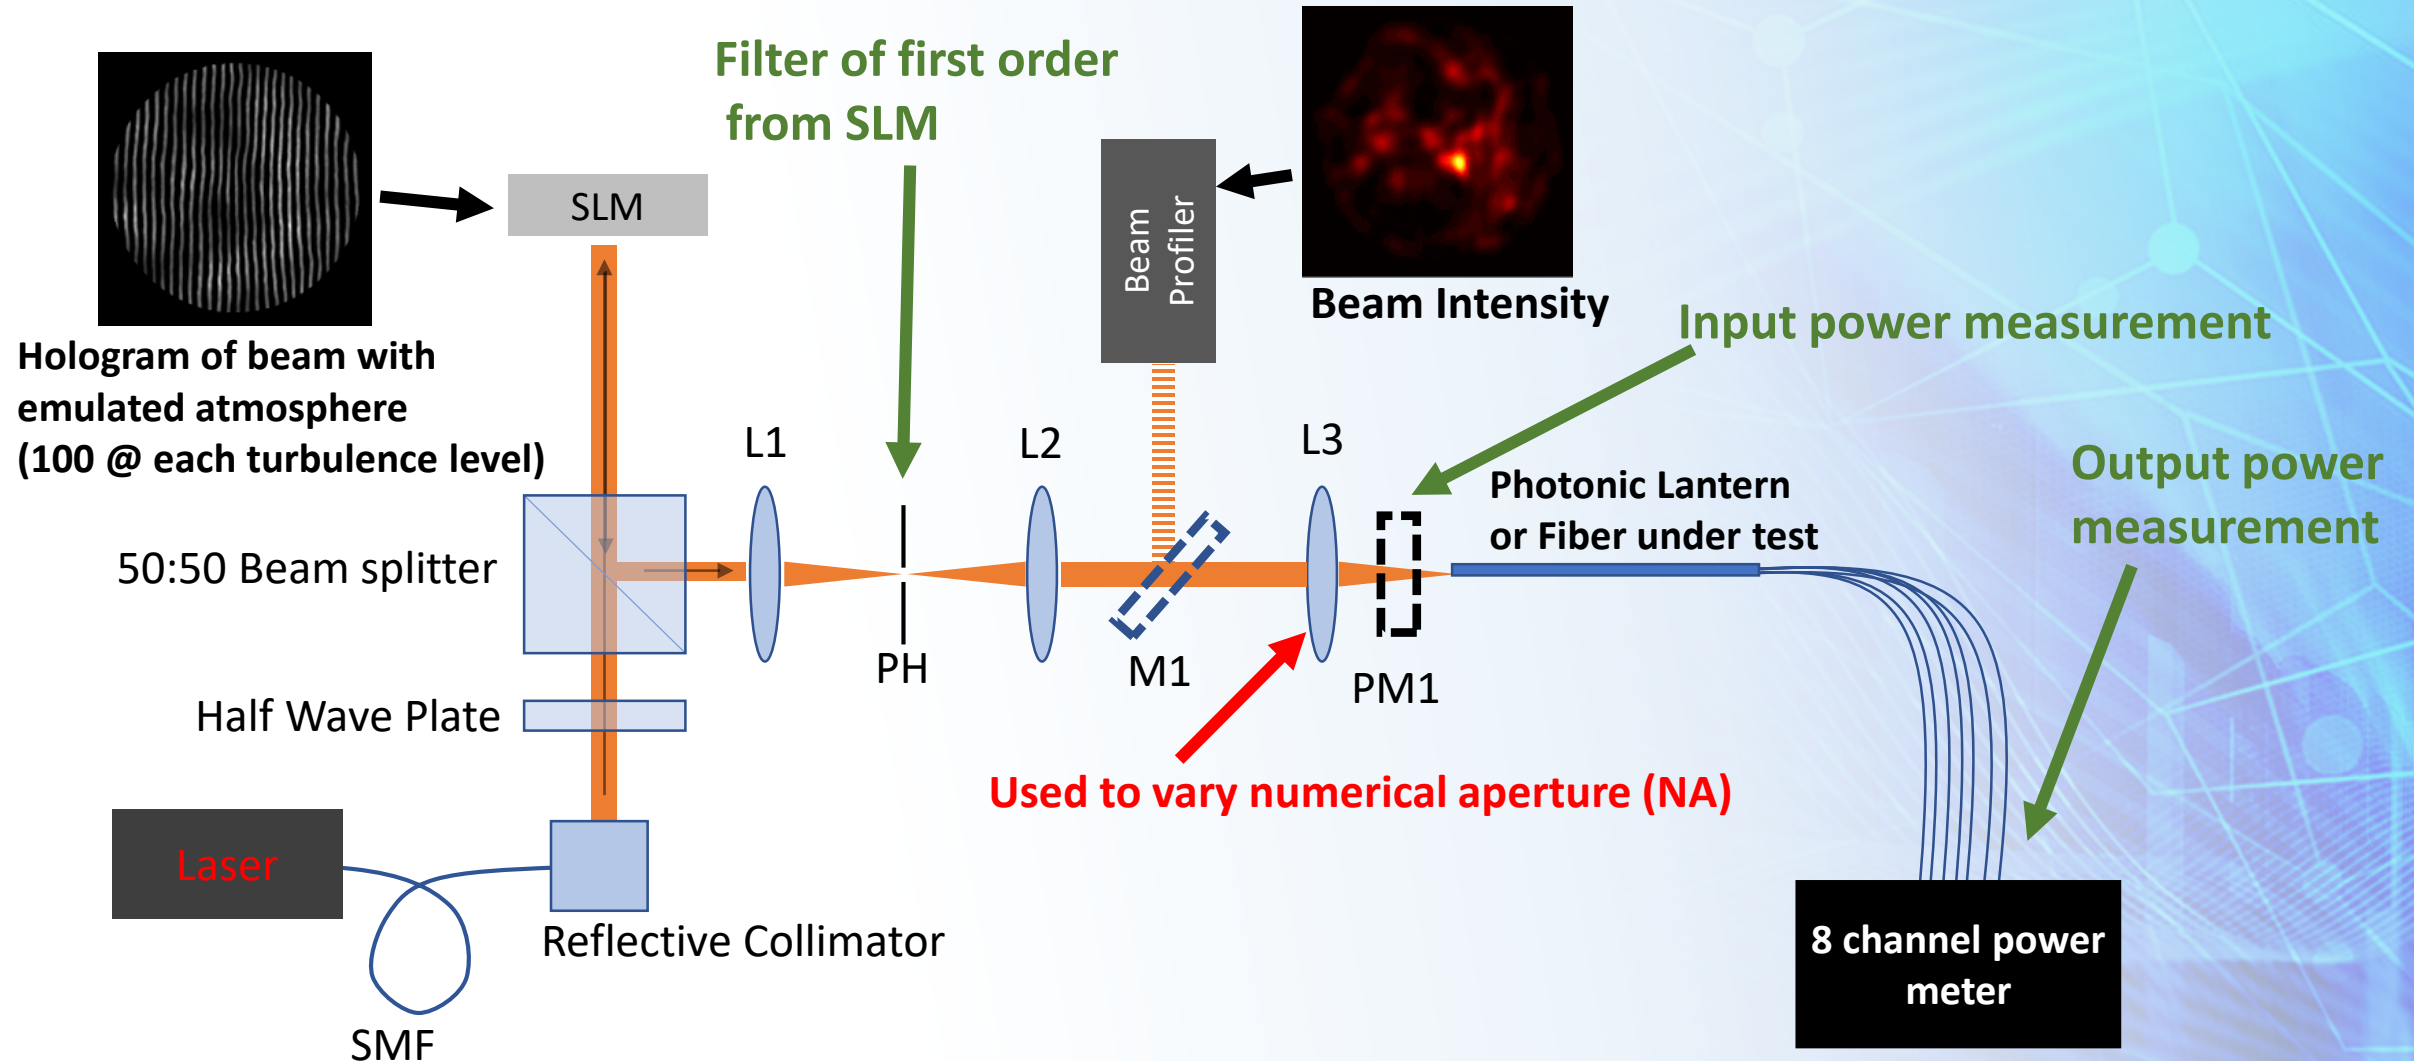 Filter of first order
from SLM
SLM
Beam
Profiler
Beam Intensity
Hologram of beam with
emulated atmosphere
(100 @ each turbulence level)
Input power measurement
L1
L2
L3
Photonic Lantern
or Fiber under test
Output power
measurement
50:50 Beam splitter
PH
M1
PM1
Half Wave Plate
Used to vary numerical aperture (NA)
Laser
Reflective Collimator
SMF
8 channel power
meter